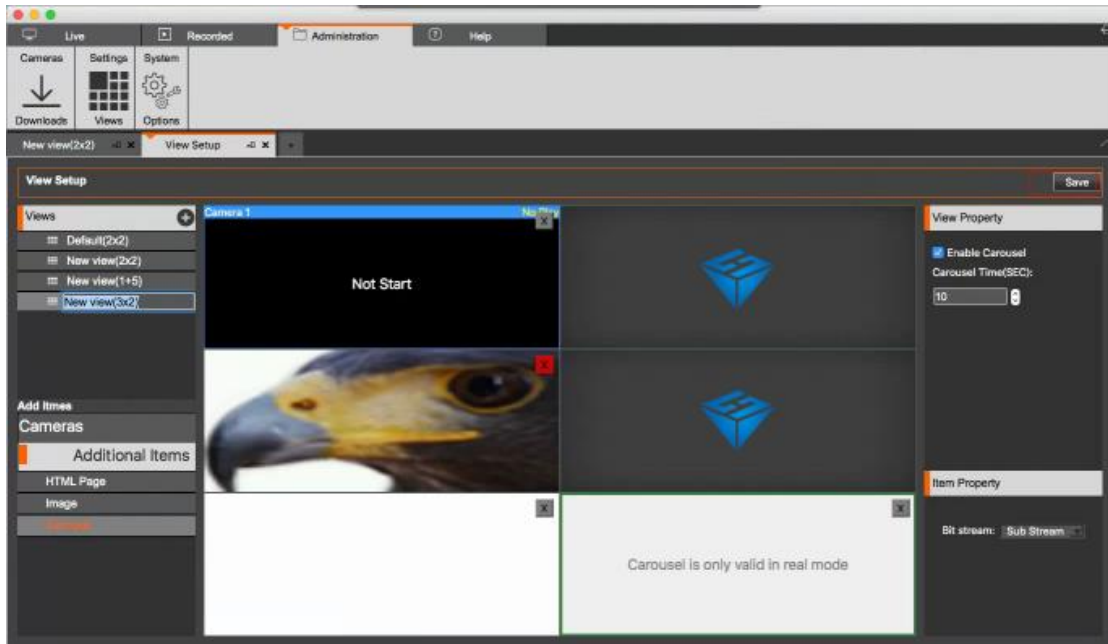 Live
Recorded
Administration
Help
Cameras
Settings
System
Downloads
Views
Options
New view(2x2)
View Setup
View Setup
Save
Views
Default(2x2)
New view(2x2)
New view(1+5)
New view(3x2)
Add Itmes
Cameras
Additional Items
HTML Page
Image
Camera 1
X
Not Start
X
X
X
Carousel is only valid in real mode
View Property
Enable Carousel
Carousel Time(SEC):
10
Item Property
Bit stream: Sub Stream